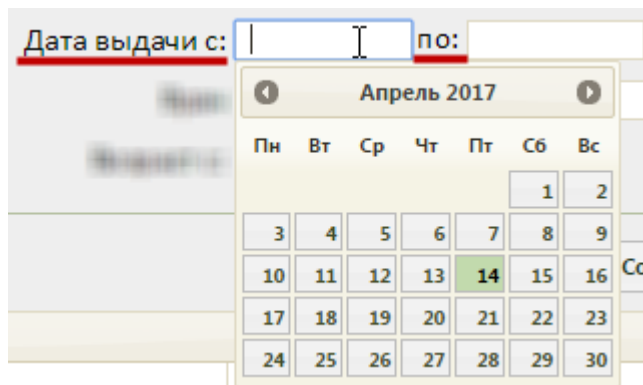 Дата выдачи с: по:
Апрель 2017
Пн Вт Ср Чт Пт Сб Вс
1 2
3 4 5 6 7 8 9
10 11 12 13 14 15 16 Со
17 18 19 20 21 22 23
24 25 26 27 28 29 30